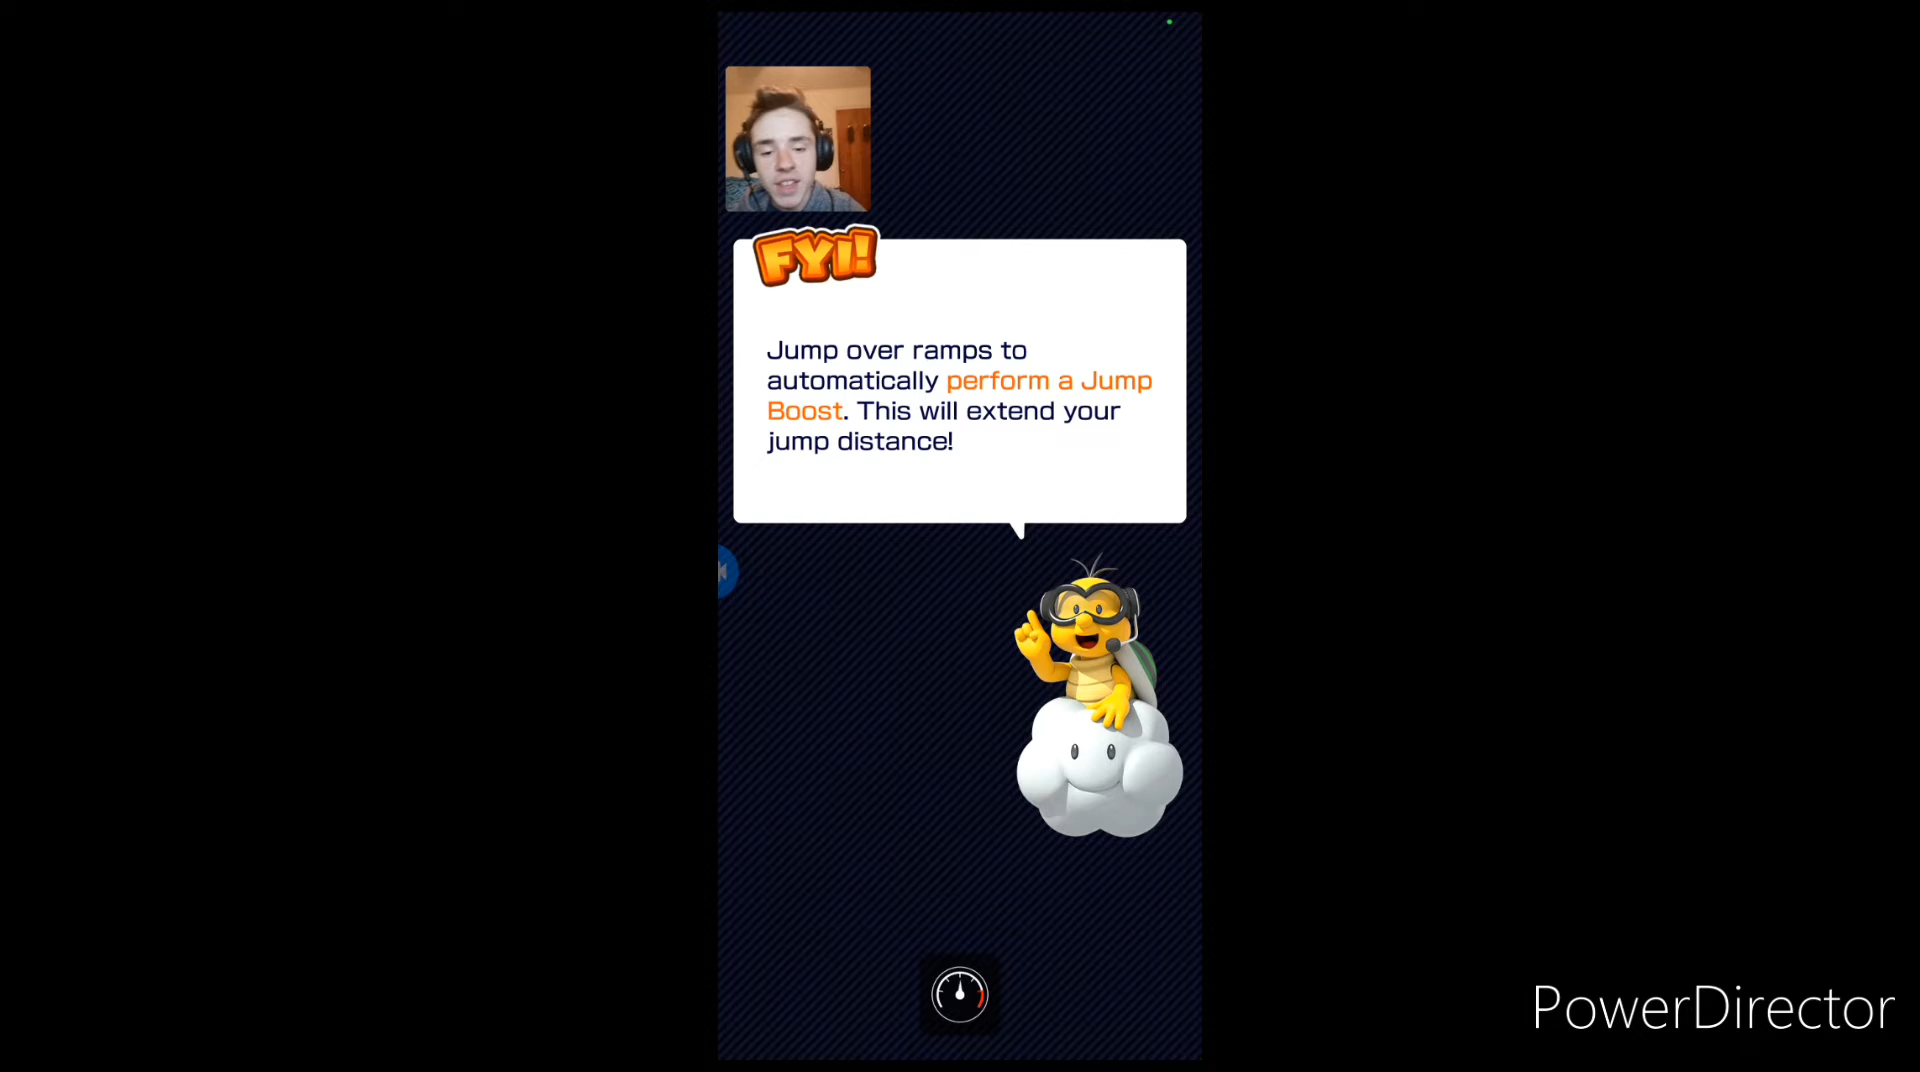 FYI!
Jump over ramps to
automatically perform a Jump
Boost. This will extend your
jump distance!
PowerDirector